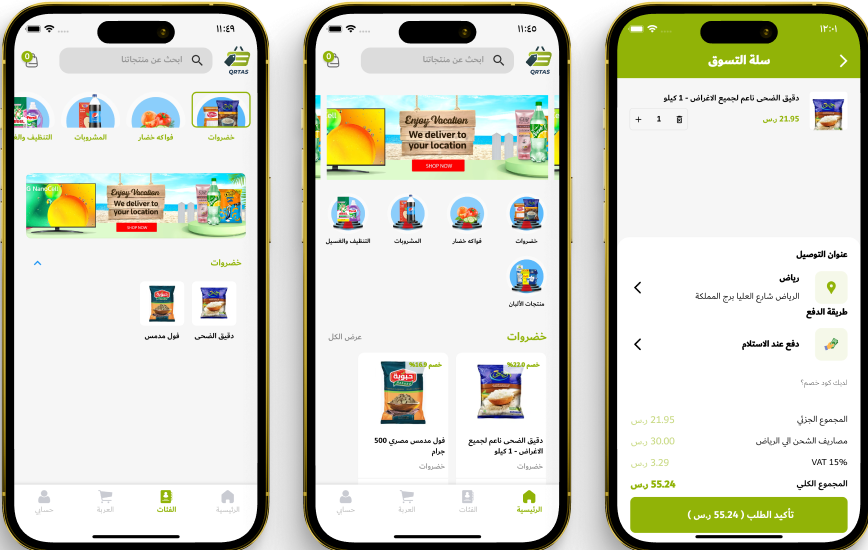 ١١:٤٩
QRTAS
ابحث عن منتجاتنا
0
خضروات
فواكه خضار
المشروبات
التنظيف والغ
G NanoCell
Enjoy Vacation
We deliver to
your location
SHOP NOW
خضروات
دقيق الضحى
فول مدمس
الرئيسية
الفئات
العربة
حسابي
١١:٤٥
QRTAS
ابحث عن منتجاتنا
0
Enjoy Vacation
We deliver to
your location
SHOP NOW
خضروات
فواكه خضار
المشروبات
التنظيف والغسيل
منتجات الألبان
خضروات
عرض الكل
خصم 22.0%
خصم 16.9%
دقيق الضحى ناعم لجميع
الاغراض - 1 كيلو
خضروات
فول مدمس مصري 500
جرام
خضروات
الرئيسية
الفئات
العربة
حسابي
١٢:٠١
سلة التسوق
دقيق الضحى ناعم لجميع الاغراض - 1 كيلو
21.95 ر.س
+ 1
عنوان التوصيل
رياض
الرياض شارع العليا برج المملكة
طريقة الدفع
دفع عند الاستلام
لديك كود خصم؟
المجموع الجزئي 21.95 ر.س
مصاريف الشحن الي الرياض 30.00 ر.س
VAT 15% 3.29 ر.س
المجموع الكلي 55.24 ر.س
تأكيد الطلب ( 55.24 ر.س )